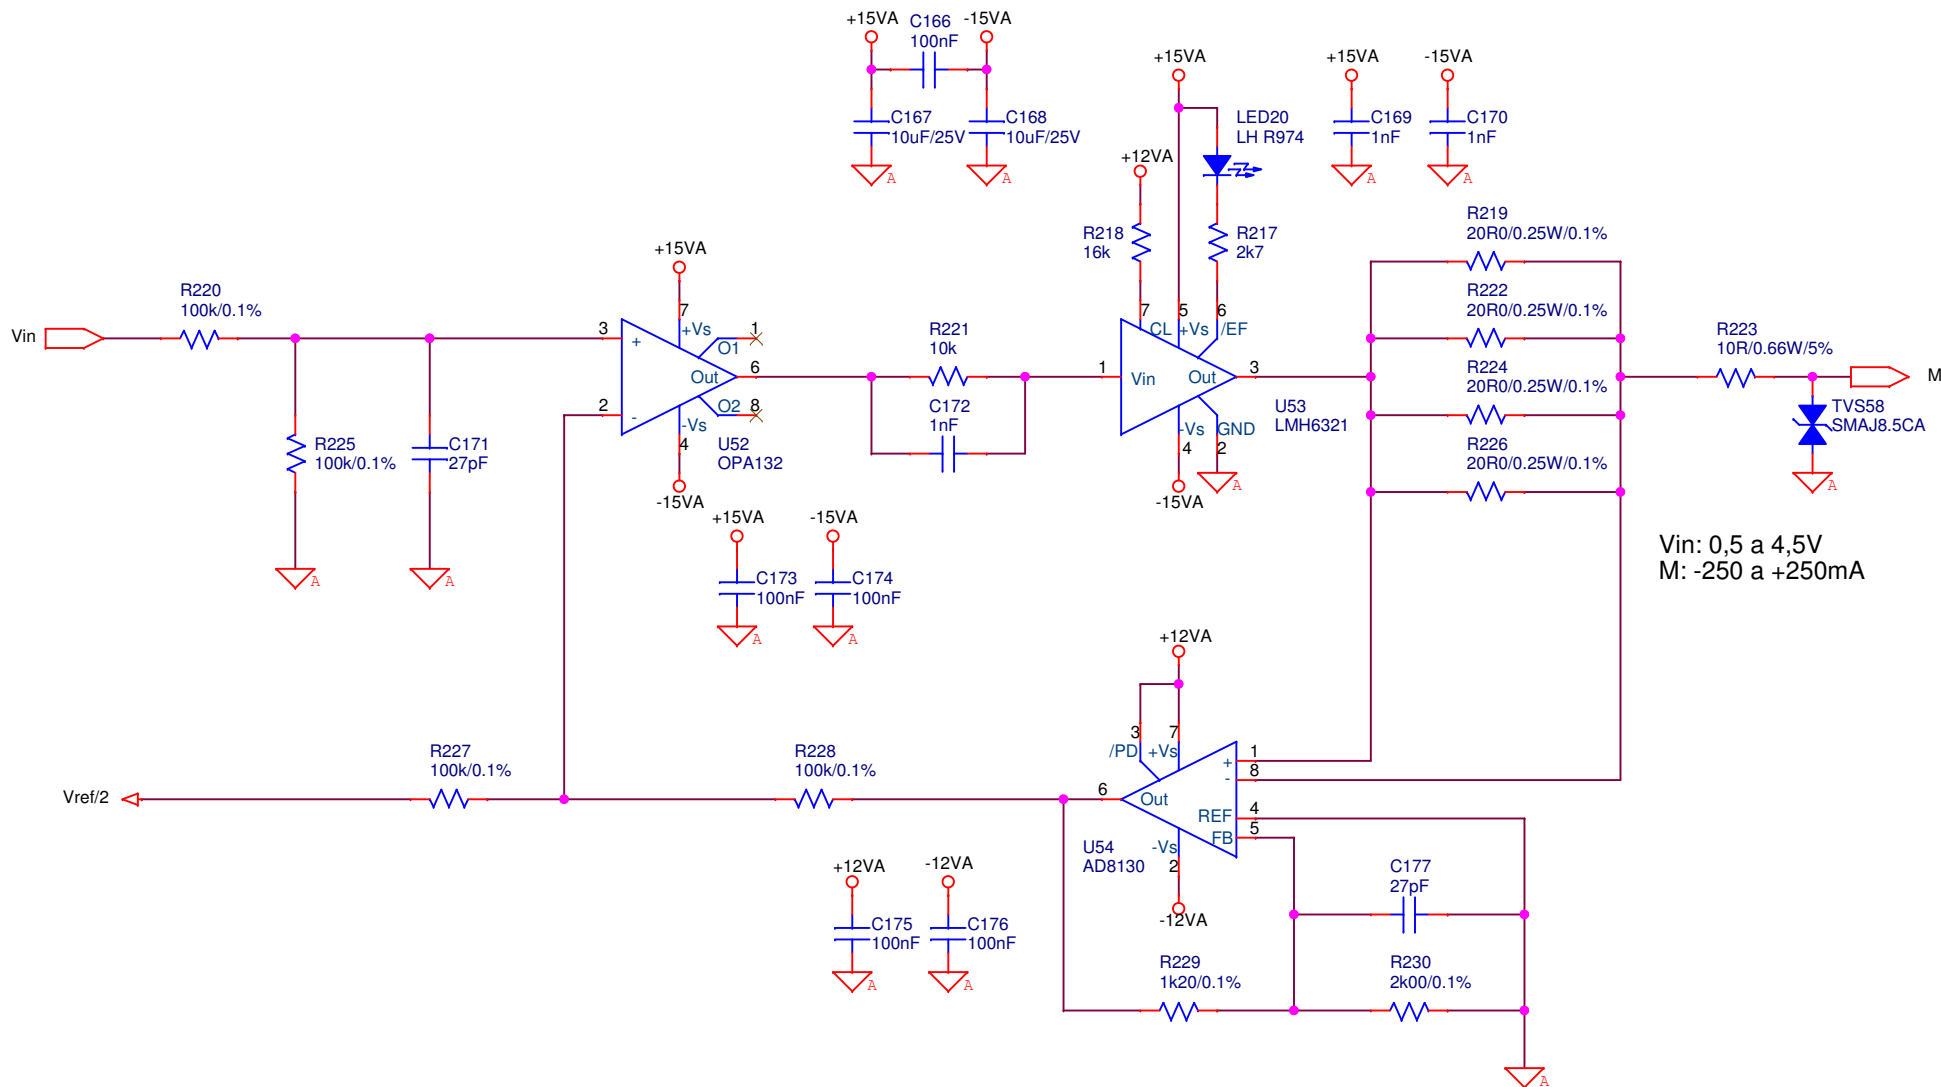 +15VA
C166
100nF
-15VA
C167
10uF/25V
C168
10uF/25V
A
A
+15VA
LED20
LH R974
+12VA
R218
16k
R217
2k7
+15VA
-15VA
C169
1nF
C170
1nF
A
A
R219
20R0/0.25W/0.1%
R222
20R0/0.25W/0.1%
R224
20R0/0.25W/0.1%
R226
20R0/0.25W/0.1%
R223
10R/0.66W/5%
M
TVS58
SMAJ8.5CA
A
Vin: 0,5 a 4,5V
M: -250 a +250mA
Vin
R220
100k/0.1%
R225
100k/0.1%
C171
27pF
A
A
+15VA
7
+Vs
1
O1
3
+
Out
6
2
-
O2
8
-Vs
4
U52
OPA132
-15VA
R221
10k
C172
1nF
7
5
6
CL
+Vs
/EF
1
Vin
Out
3
-Vs
GND
4
2
U53
LMH6321
-15VA
A
+15VA
-15VA
C173
100nF
C174
100nF
A
A
Vref/2
R227
100k/0.1%
R228
100k/0.1%
+12VA
3
7
/PD
+Vs
+
1
-
8
6
Out
REF
4
FB
5
-Vs
2
U54
AD8130
-12VA
+12VA
-12VA
C175
100nF
C176
100nF
A
A
C177
27pF
R229
1k20/0.1%
R230
2k00/0.1%
A